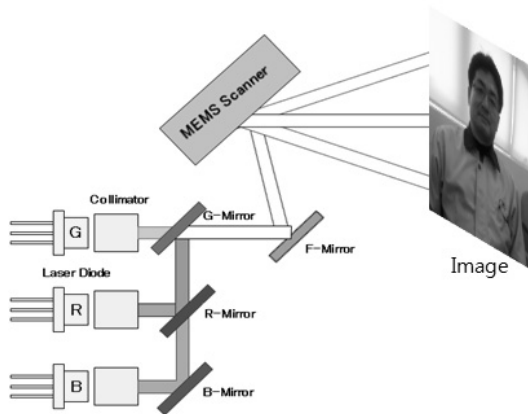 MEMS Scanner
Collimator
G-Mirror
G
F-Mirror
Image
Laser Diode
R
R-Mirror
B
B-Mirror